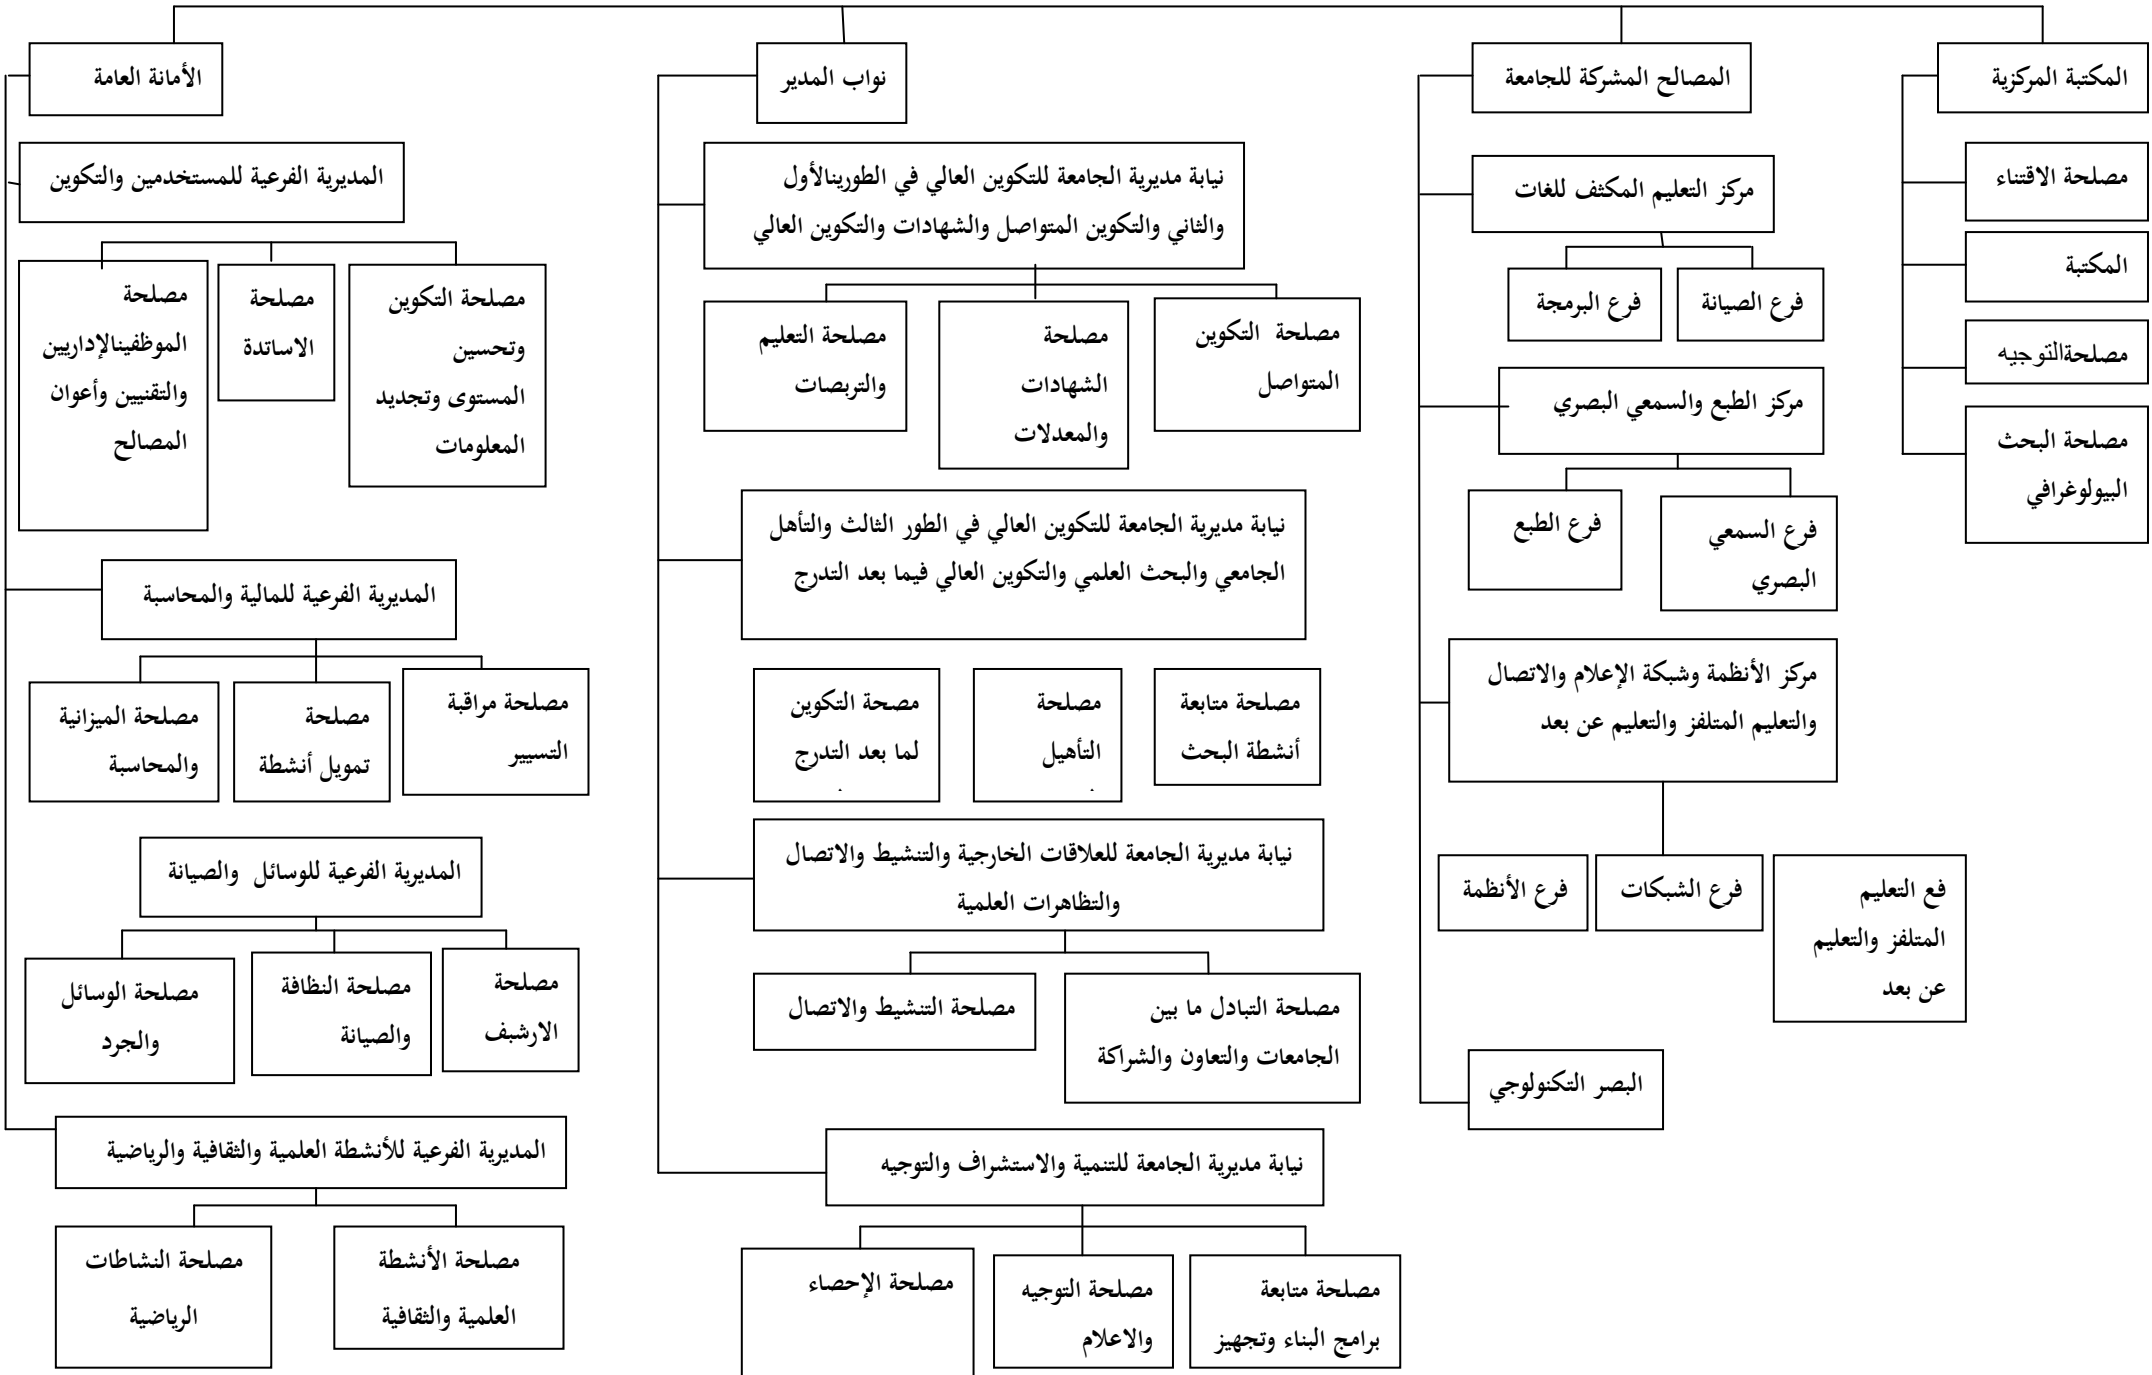 المكتبة المركزية
مصلحة الاقتناء
المكتبة
مصلحةالتوجيه
مصلحة البحث
البيولوغرافي
المصالح المشركة للجامعة
مركز التعليم المكثف للغات
فرع الصيانة
فرع البرمجة
مركز الطبع والسمعي البصري
فرع السمعي
البصري
فرع الطبع
مركز الأنظمة وشبكة الإعلام والاتصال
والتعليم المتلفز والتعليم عن بعد
فع التعليم
المتلفز والتعليم
عن بعد
فرع الشبكات
فرع الأنظمة
البصر التكنولوجي
نواب المدير
نيابة مديرية الجامعة للتكوين العالي في الطورينالأول
والثاني والتكوين المتواصل والشهادات والتكوين العالي
مصلحة التكوين
المتواصل
مصلحة
الشهادات
والمعدلات
مصلحة التعليم
والتربصات
نيابة مديرية الجامعة للتكوين العالي في الطور الثالث والتأهل
الجامعي والبحث العلمي والتكوين العالي فيما بعد التدرج
مصلحة متابعة
أنشطة البحث
مصلحة
التأهيل
مصحة التكوين
لما بعد التدرج
نيابة مديرية الجامعة للعلاقات الخارجية والتنشيط والاتصال
والتظاهرات العلمية
مصلحة التبادل ما بين
الجامعات والتعاون والشراكة
مصلحة التنشيط والاتصال
نيابة مديرية الجامعة للتنمية والاستشراف والتوجيه
مصلحة متابعة
برامج البناء وتجهيز
مصلحة التوجيه
والاعلام
مصلحة الإحصاء
الأمانة العامة
المديرية الفرعية للمستخدمين والتكوين
مصلحة التكوين
وتحسين
المستوى وتجديد
المعلومات
مصلحة
الاساتدة
مصلحة
الموظفينالإداريين
والتقنيين وأعوان
المصالح
المديرية الفرعية للمالية والمحاسبة
مصلحة مراقبة
التسيير
مصلحة
تمويل أنشطة
مصلحة الميزانية
والمحاسبة
المديرية الفرعية للوسائل والصيانة
مصلحة
الارشبف
مصلحة النظافة
والصيانة
مصلحة الوسائل
والجرد
المديرية الفرعية للأنشطة العلمية والثقافية والرياضية
مصلحة الأنشطة
العلمية والثقافية
مصلحة النشاطات
الرياضية